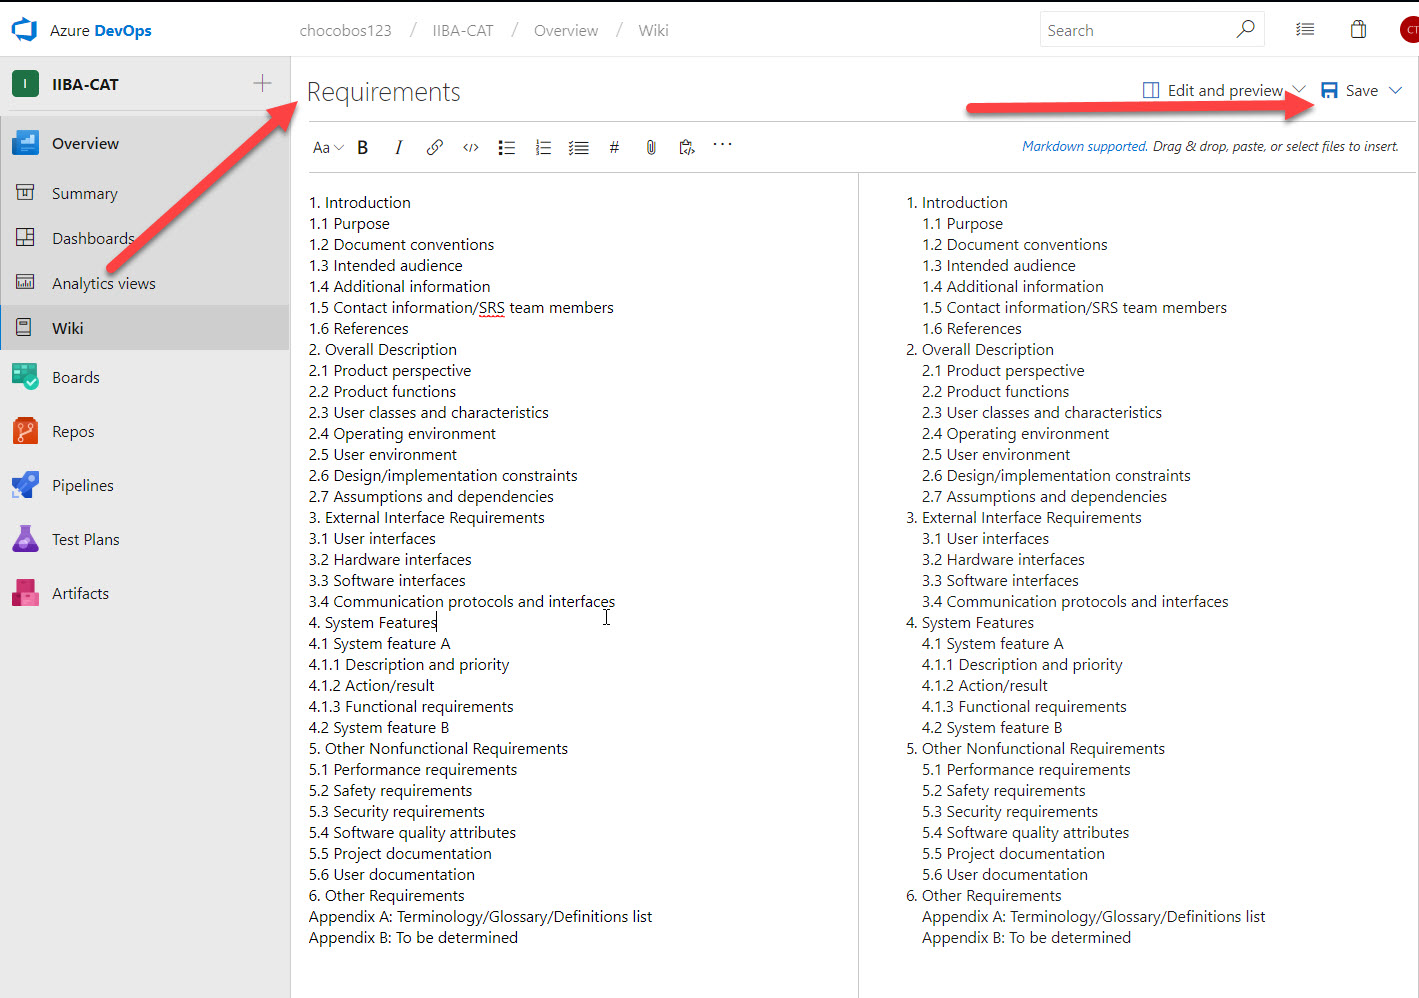 Azure DevOps
chocobos123 / IIBA-CAT / Overview / Wiki
Search
CT
I
IIBA-CAT
Overview
Summary
Dashboards
Analytics views
Wiki
Boards
Repos
Pipelines
Test Plans
Artifacts
Requirements
Edit and preview
Save
Aa B I </> #
Markdown supported. Drag & drop, paste, or select files to insert.
1. Introduction
1.1 Purpose
1.2 Document conventions
1.3 Intended audience
1.4 Additional information
1.5 Contact information/SRS team members
1.6 References
2. Overall Description
2.1 Product perspective
2.2 Product functions
2.3 User classes and characteristics
2.4 Operating environment
2.5 User environment
2.6 Design/implementation constraints
2.7 Assumptions and dependencies
3. External Interface Requirements
3.1 User interfaces
3.2 Hardware interfaces
3.3 Software interfaces
3.4 Communication protocols and interfaces
4. System Features
4.1 System feature A
4.1.1 Description and priority
4.1.2 Action/result
4.1.3 Functional requirements
4.2 System feature B
5. Other Nonfunctional Requirements
5.1 Performance requirements
5.2 Safety requirements
5.3 Security requirements
5.4 Software quality attributes
5.5 Project documentation
5.6 User documentation
6. Other Requirements
Appendix A: Terminology/Glossary/Definitions list
Appendix B: To be determined
1. Introduction
1.1 Purpose
1.2 Document conventions
1.3 Intended audience
1.4 Additional information
1.5 Contact information/SRS team members
1.6 References
2. Overall Description
2.1 Product perspective
2.2 Product functions
2.3 User classes and characteristics
2.4 Operating environment
2.5 User environment
2.6 Design/implementation constraints
2.7 Assumptions and dependencies
3. External Interface Requirements
3.1 User interfaces
3.2 Hardware interfaces
3.3 Software interfaces
3.4 Communication protocols and interfaces
4. System Features
4.1 System feature A
4.1.1 Description and priority
4.1.2 Action/result
4.1.3 Functional requirements
4.2 System feature B
5. Other Nonfunctional Requirements
5.1 Performance requirements
5.2 Safety requirements
5.3 Security requirements
5.4 Software quality attributes
5.5 Project documentation
5.6 User documentation
6. Other Requirements
Appendix A: Terminology/Glossary/Definitions list
Appendix B: To be determined